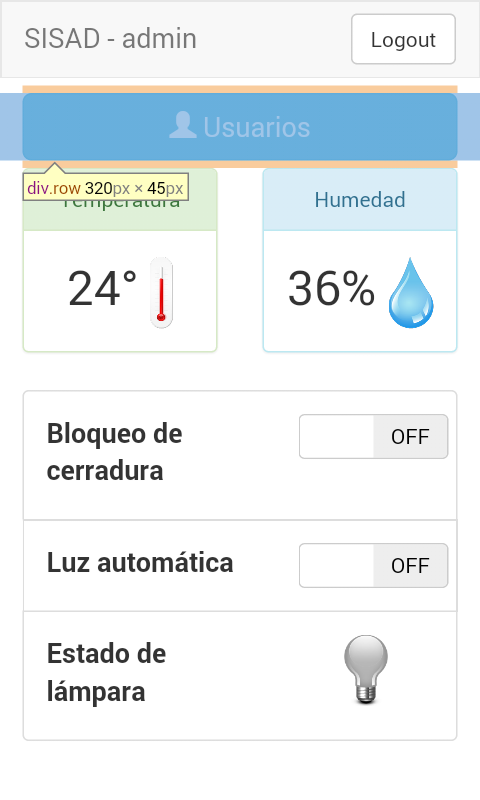 SISAD - admin
Logout
Usuarios
div.row 320px × 45px
Temperatura
Humedad
24°
36%
Bloqueo de
cerradura
OFF
Luz automática
OFF
Estado de
lámpara